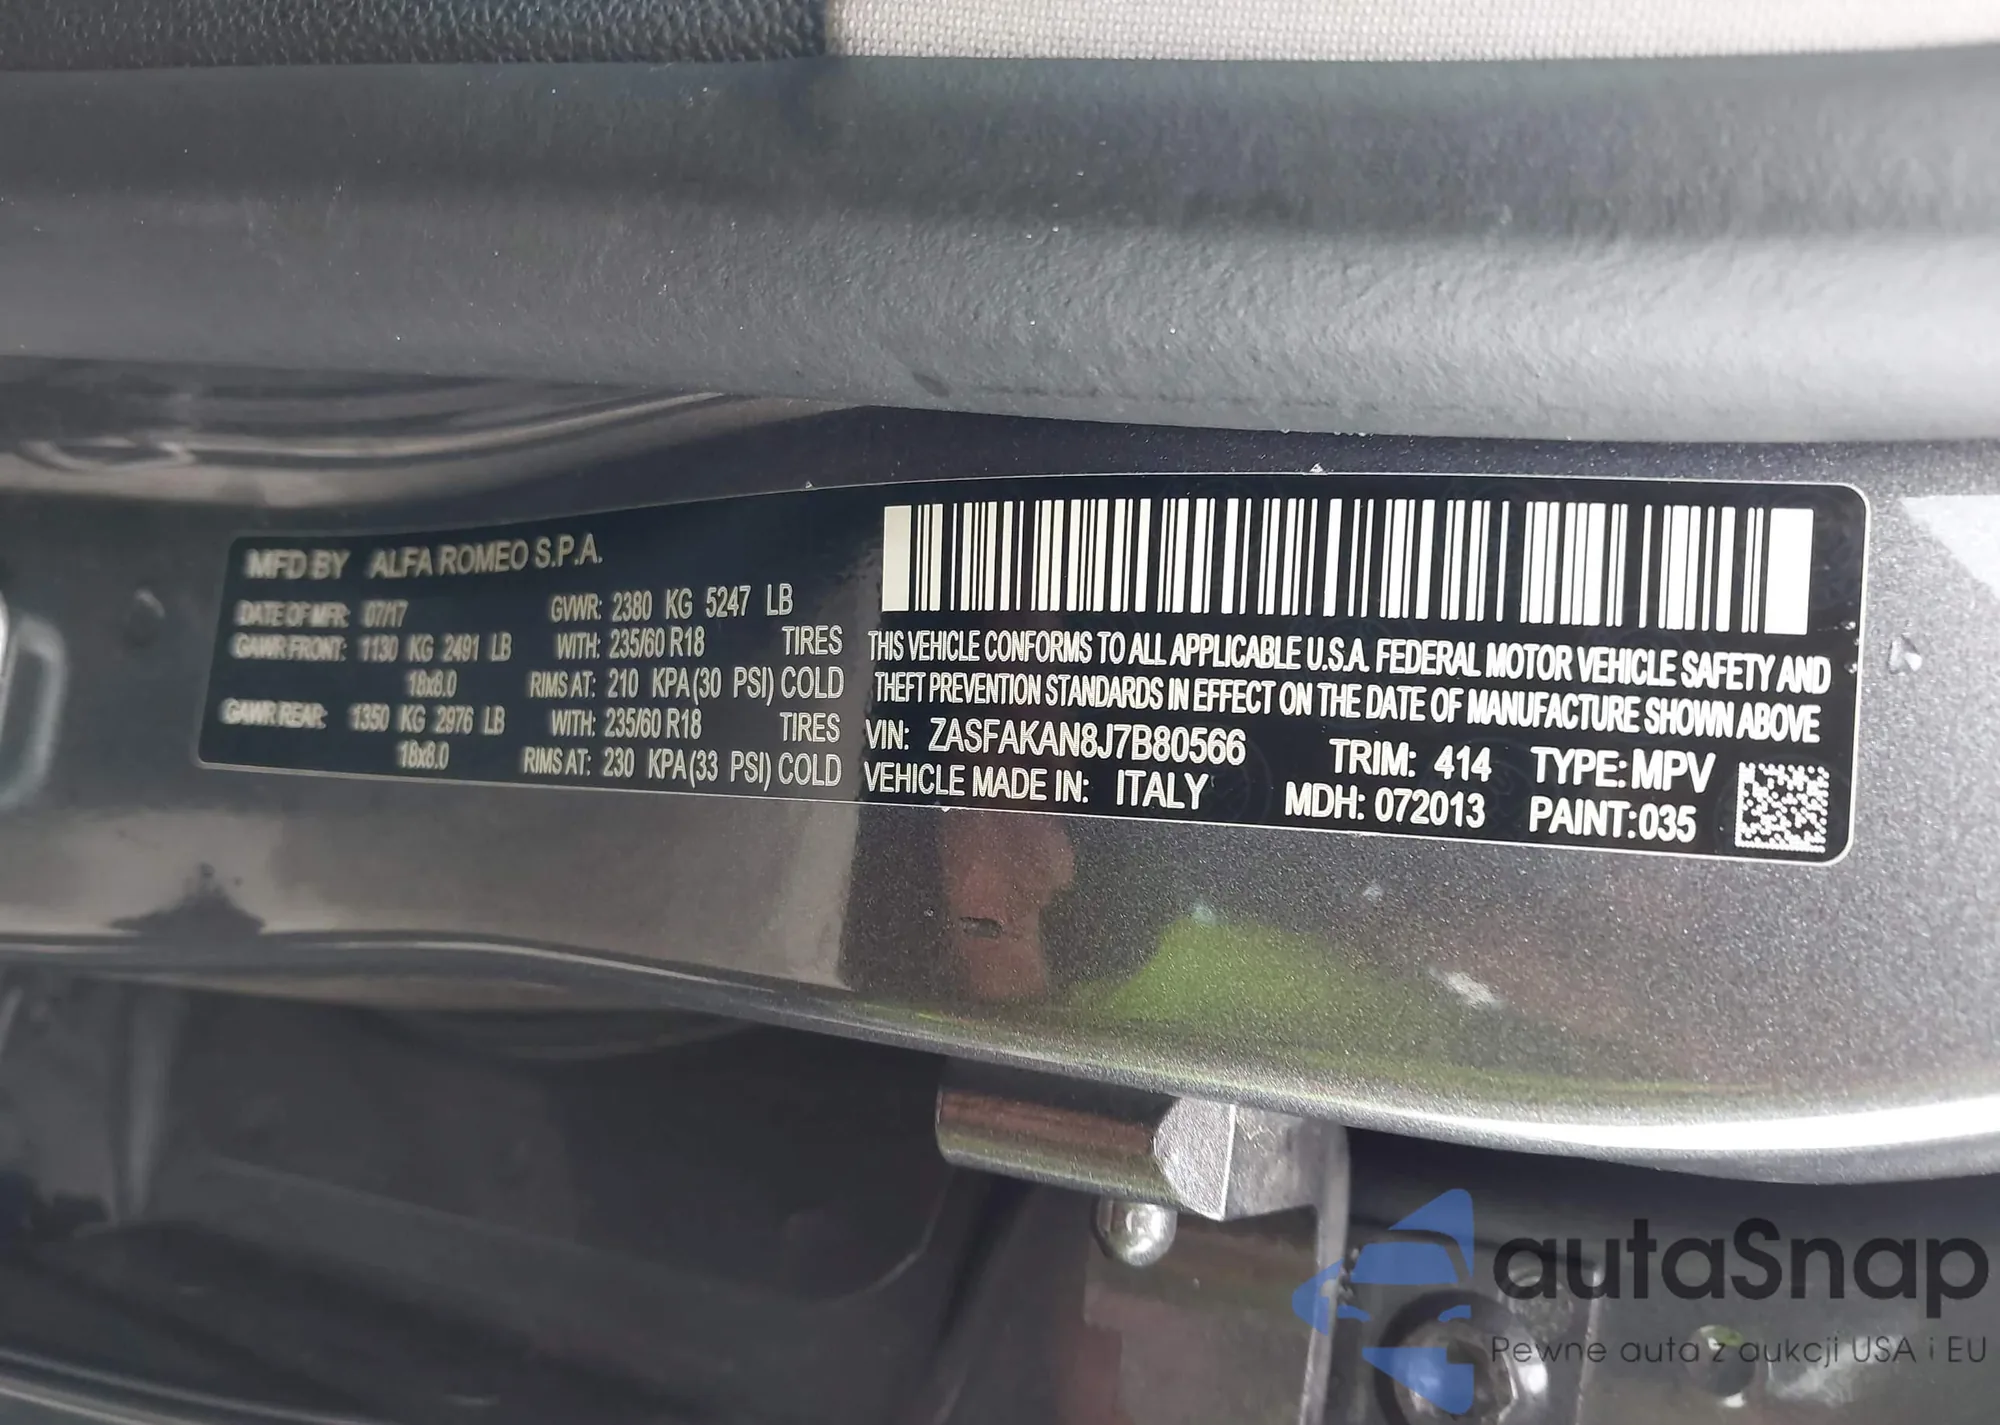 MFD BY ALFA ROMEO S.P.A.
DATE OF MFR: 07/17 GVWR: 2380 KG 5247 LB
GAWR FRONT: 1130 KG 2491 LB WITH: 235/60 R18 TIRES
18x8.0 RIMS AT: 210 KPA(30 PSI) COLD
GAWR REAR: 1350 KG 2976 LB WITH: 235/60 R18 TIRES
18x8.0 RIMS AT: 230 KPA(33 PSI) COLD
THIS VEHICLE CONFORMS TO ALL APPLICABLE U.S.A. FEDERAL MOTOR VEHICLE SAFETY AND
THEFT PREVENTION STANDARDS IN EFFECT ON THE DATE OF MANUFACTURE SHOWN ABOVE
VIN: ZASFAKAN8J7B80566 TRIM: 414 TYPE: MPV
VEHICLE MADE IN: ITALY MDH: 072013 PAINT:035
autaSnap
Pewne auta z aukcji USA i EU